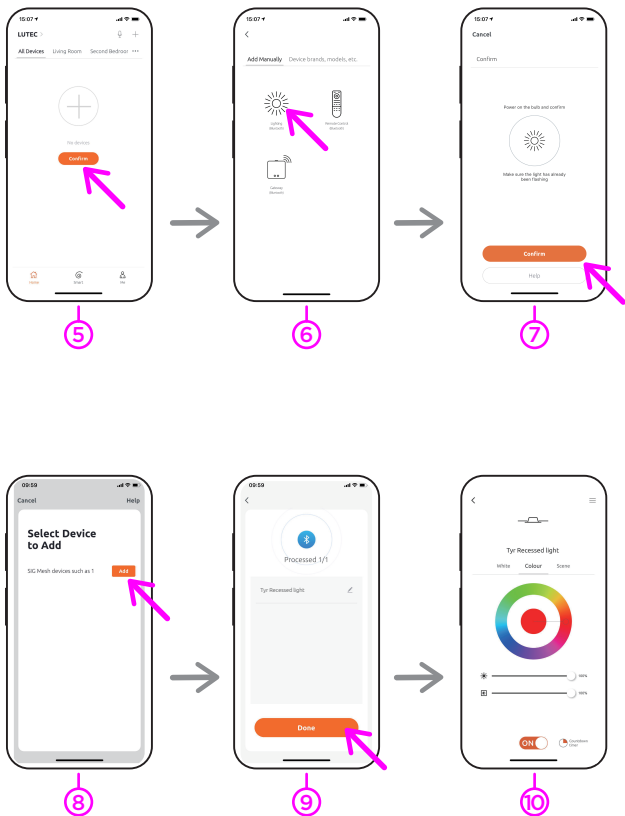 15:07
LUTEC >
All Devices Living Room Second Bedroor ···
No devices
Confirm
Home Smart Me
5
15:07
Add Manually Device brands, models, etc.
Lighting
(Bluetooth)
Remote Control
(Bluetooth)
Gateway
(Bluetooth)
6
15:07
Cancel
Confirm
Power on the bulb and confirm
Make sure the light has already
been flashing
Confirm
Help
7
09:59
Cancel Help
Select Device
to Add
SIG Mesh devices such as 1 Add
8
09:59
Processed 1/1
Tyr Recessed light
Done
9
Tyr Recessed light
White Colour Scene
100%
100%
ON
Countdown
Timer
10